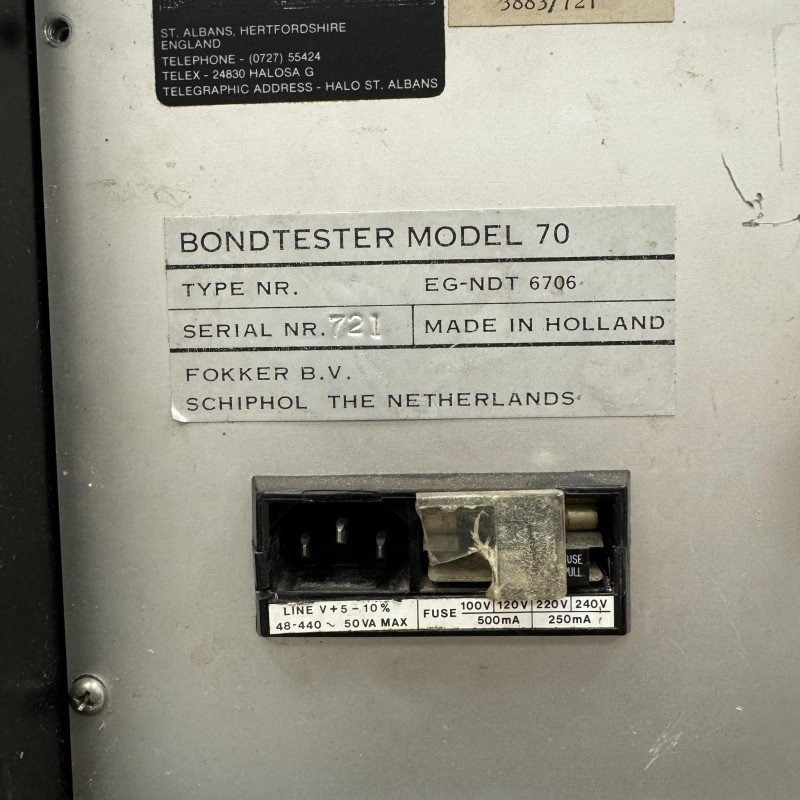 ST. ALBANS, HERTFORDSHIRE
ENGLAND
TELEPHONE - (0727) 55424
TELEX - 24830 HALOSA G
TELEGRAPHIC ADDRESS - HALO ST. ALBANS
3883/721
BONDTESTER MODEL 70
TYPE NR. EG-NDT 6706
SERIAL NR. 721 MADE IN HOLLAND
FOKKER B.V.
SCHIPHOL THE NETHERLANDS
FUSE
PULL
LINE V +5 -10%
48-440 ~ 50VA MAX
FUSE 100V 120V 220V 240V
500mA 250mA